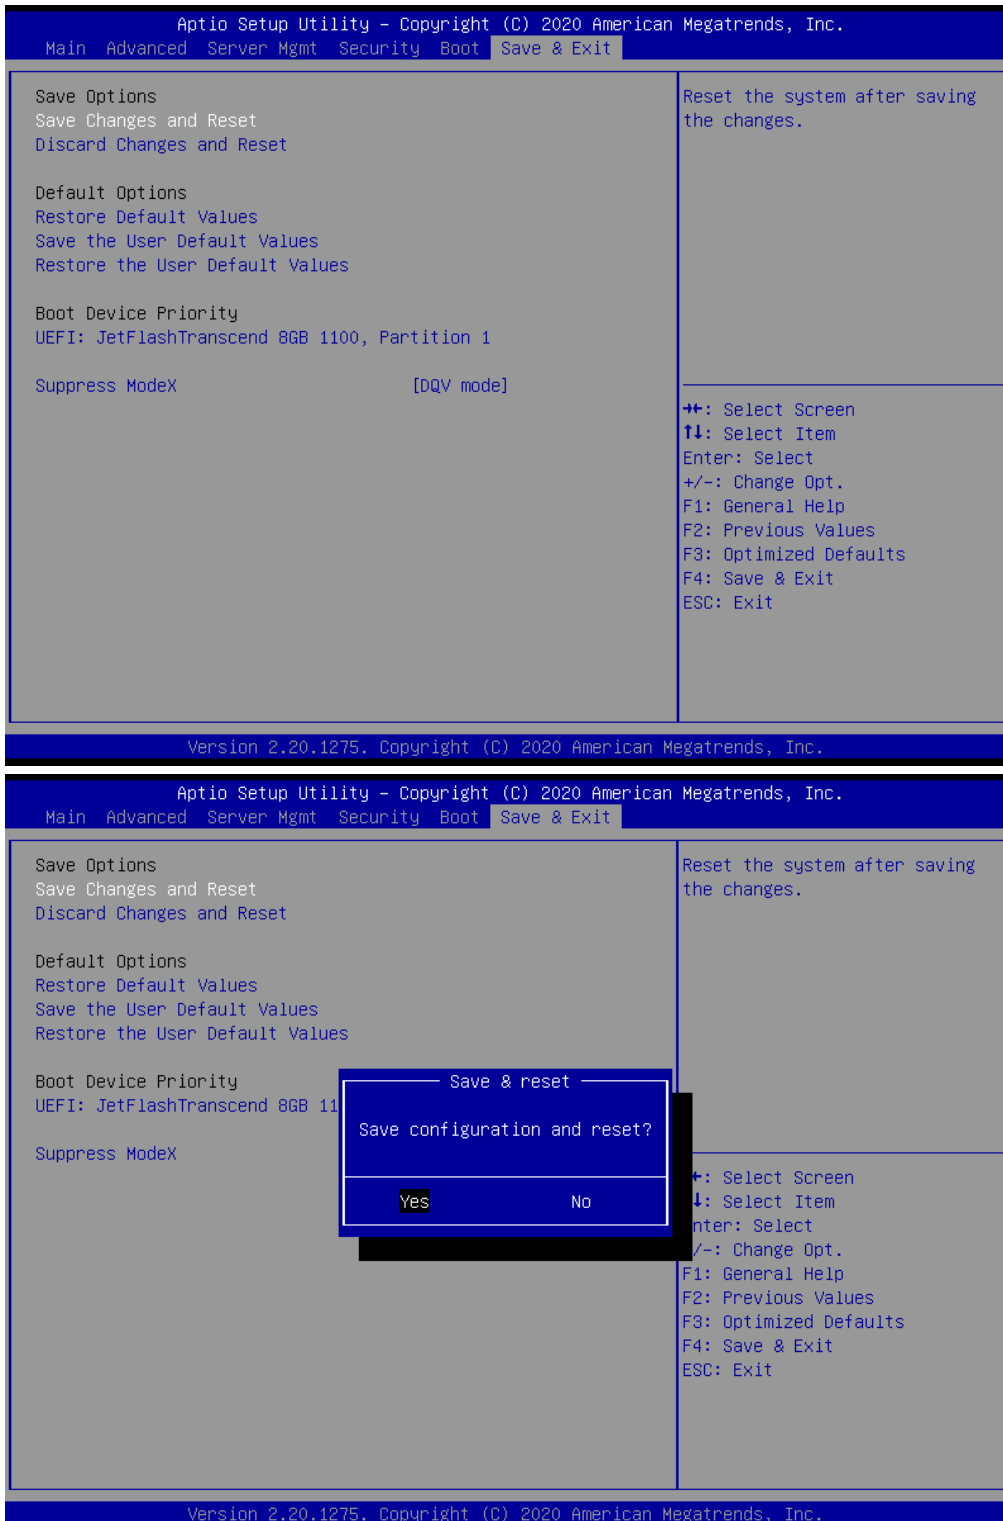 Aptio Setup Utility – Copyright (C) 2020 American Megatrends, Inc.
Main Advanced Server Mgmt Security Boot Save & Exit
Save Options
Save Changes and Reset
Discard Changes and Reset
Default Options
Restore Default Values
Save the User Default Values
Restore the User Default Values
Boot Device Priority
UEFI: JetFlashTranscend 8GB 1100, Partition 1
Suppress ModeX [DQV mode]
Reset the system after saving
the changes.
→←: Select Screen
↑↓: Select Item
Enter: Select
+/-: Change Opt.
F1: General Help
F2: Previous Values
F3: Optimized Defaults
F4: Save & Exit
ESC: Exit
Version 2.20.1275. Copyright (C) 2020 American Megatrends, Inc.
Aptio Setup Utility – Copyright (C) 2020 American Megatrends, Inc.
Main Advanced Server Mgmt Security Boot Save & Exit
Save Options
Save Changes and Reset
Discard Changes and Reset
Default Options
Restore Default Values
Save the User Default Values
Restore the User Default Values
Boot Device Priority
UEFI: JetFlashTranscend 8GB 11
Suppress ModeX
Save & reset
Save configuration and reset?
Yes No
Reset the system after saving
the changes.
←: Select Screen
↓: Select Item
nter: Select
/-: Change Opt.
F1: General Help
F2: Previous Values
F3: Optimized Defaults
F4: Save & Exit
ESC: Exit
Version 2.20.1275. Copyright (C) 2020 American Megatrends, Inc.